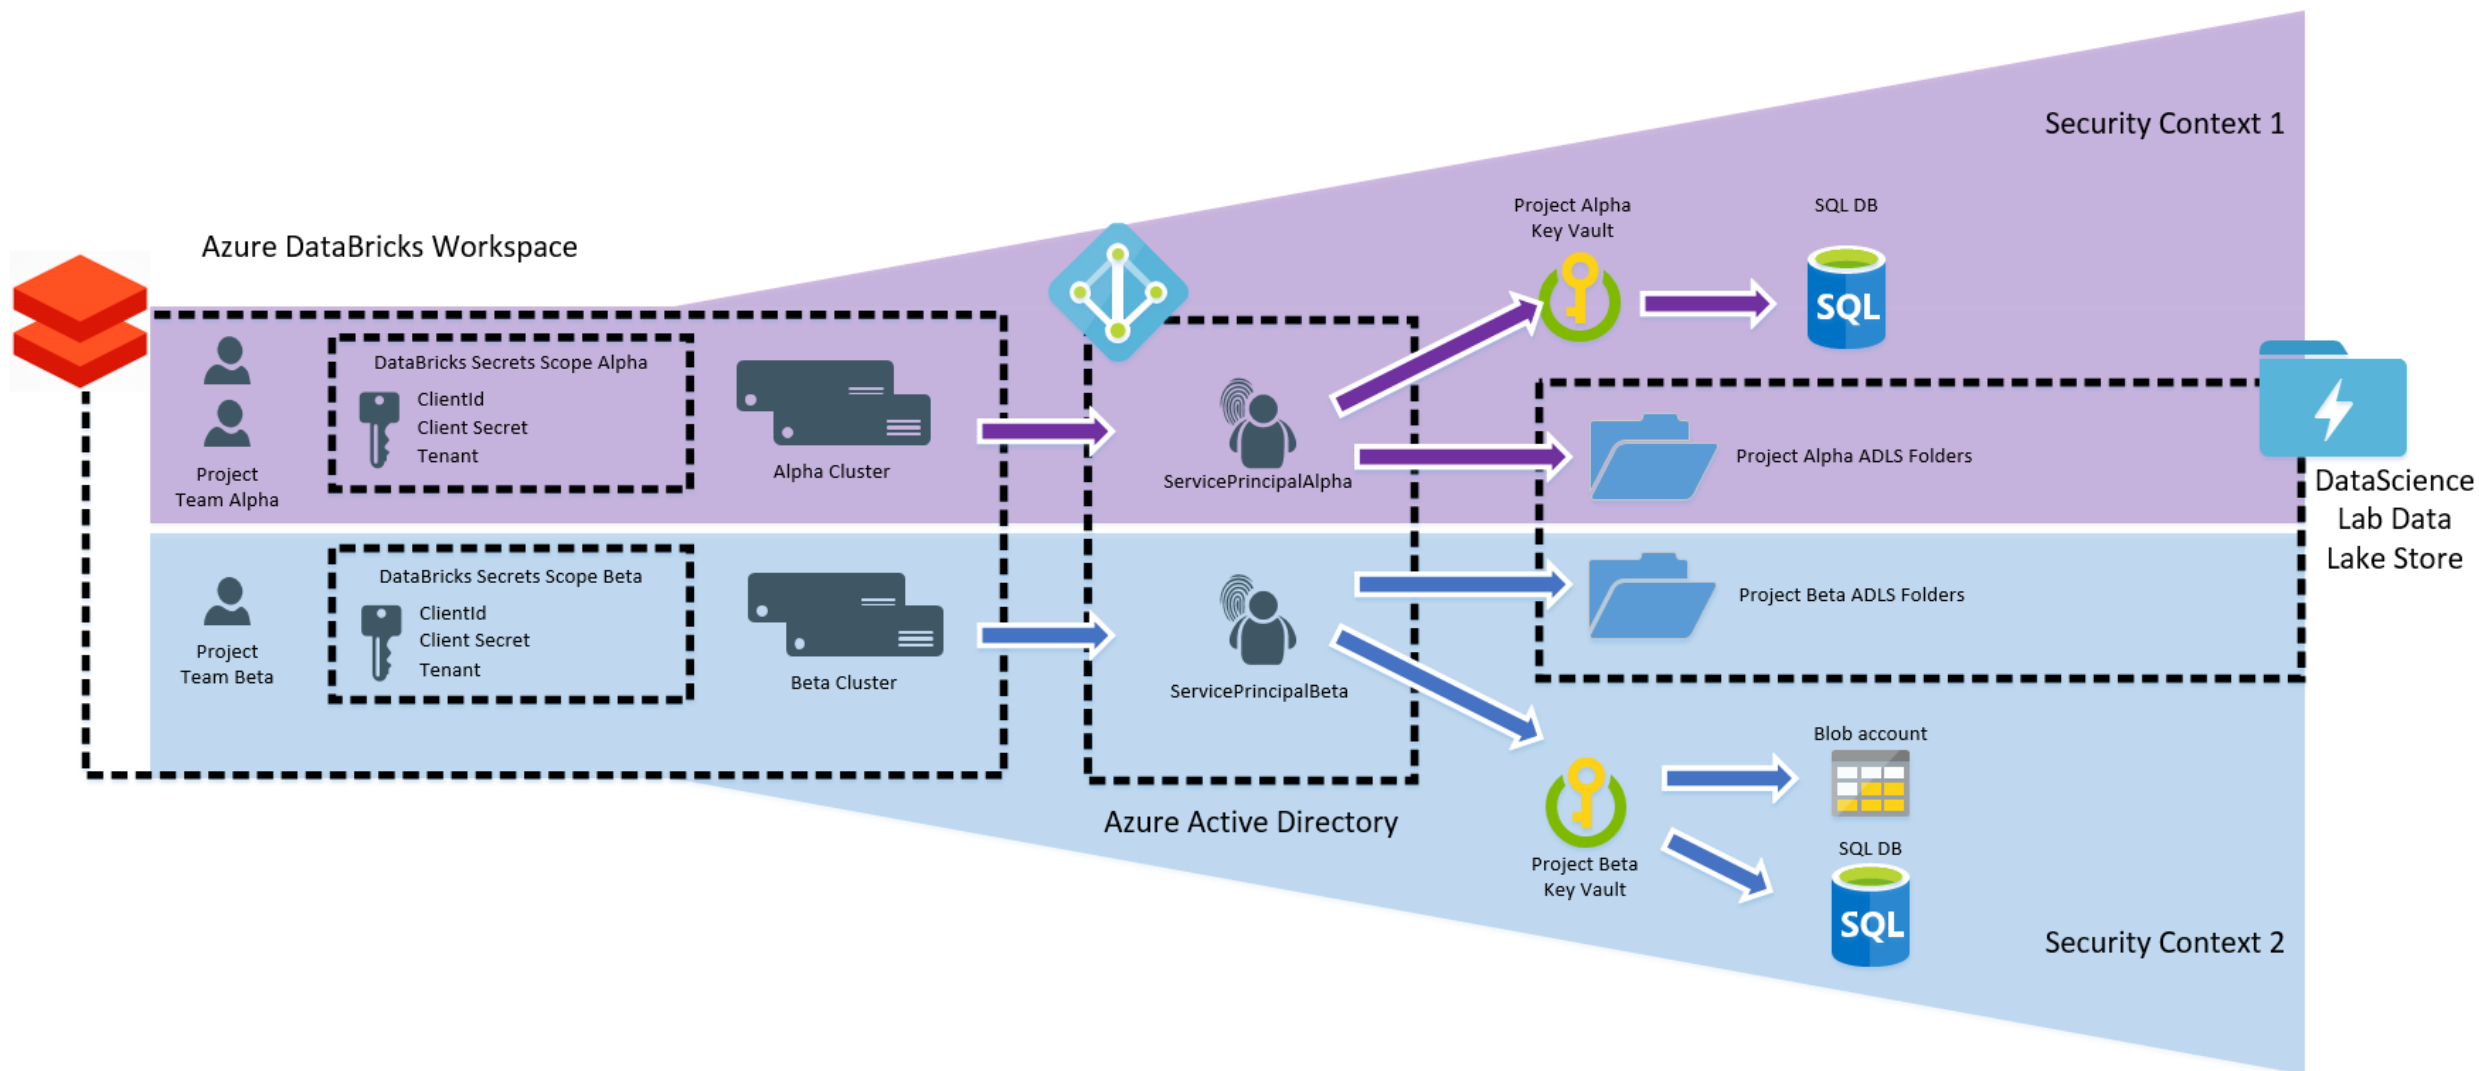 Security Context 1
Azure DataBricks Workspace
Project Alpha
Key Vault
SQL DB
SQL
DataBricks Secrets Scope Alpha
ClientId
Client Secret
Tenant
Project
Team Alpha
Alpha Cluster
ServicePrincipalAlpha
Project Alpha ADLS Folders
DataScience
Lab Data
Lake Store
DataBricks Secrets Scope Beta
ClientId
Client Secret
Tenant
Project
Team Beta
Beta Cluster
ServicePrincipalBeta
Project Beta ADLS Folders
Azure Active Directory
Blob account
Project Beta
Key Vault
SQL DB
SQL
Security Context 2